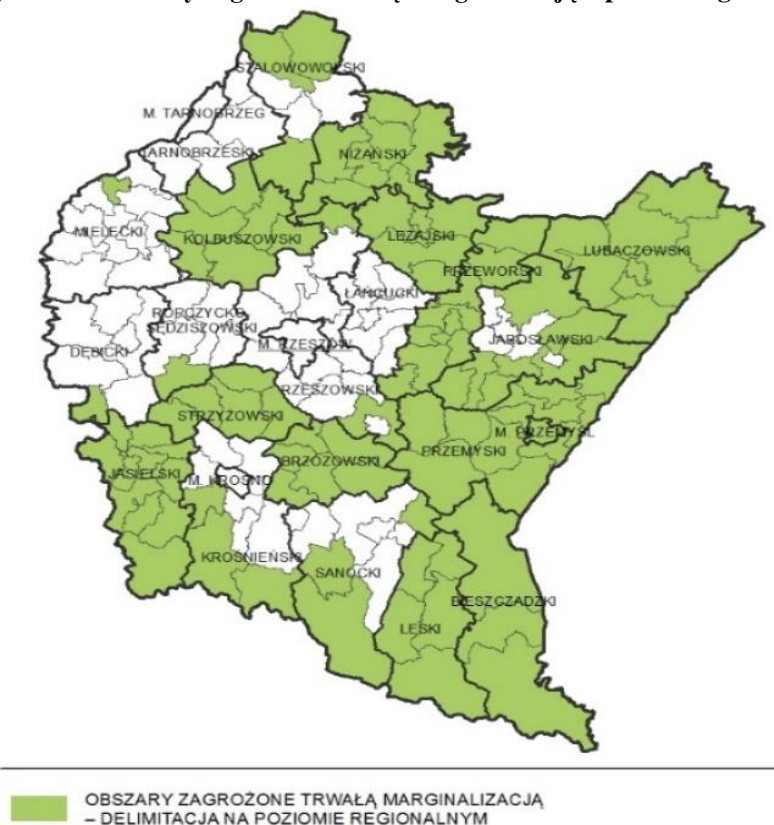 STALOWOWOLSKI
M. TARNOBRZEG
TARNOBRZESKI
NIŻAŃSKI
MIELECKI
KOLBUSZOWSKI
LEŻAJSKI
LUBACZOWSKI
PRZEWORSKI
ŁAŃCUCKI
ROPCZYCKO
SĘDZISZOWSKI
JAROSŁAWSKI
DĘBICKI
M. RZESZÓW
RZESZOWSKI
STRZYŻOWSKI
M. PRZEMYŚL
PRZEMYSKI
BRZOZOWSKI
JASIELSKI
M. KROSNO
KROŚNIEŃSKI
SANOCKI
BIESZCZADZKI
LESKI
OBSZARY ZAGROŻONE TRWAŁĄ MARGINALIZACJĄ
– DELIMITACJA NA POZIOMIE REGIONALNYM